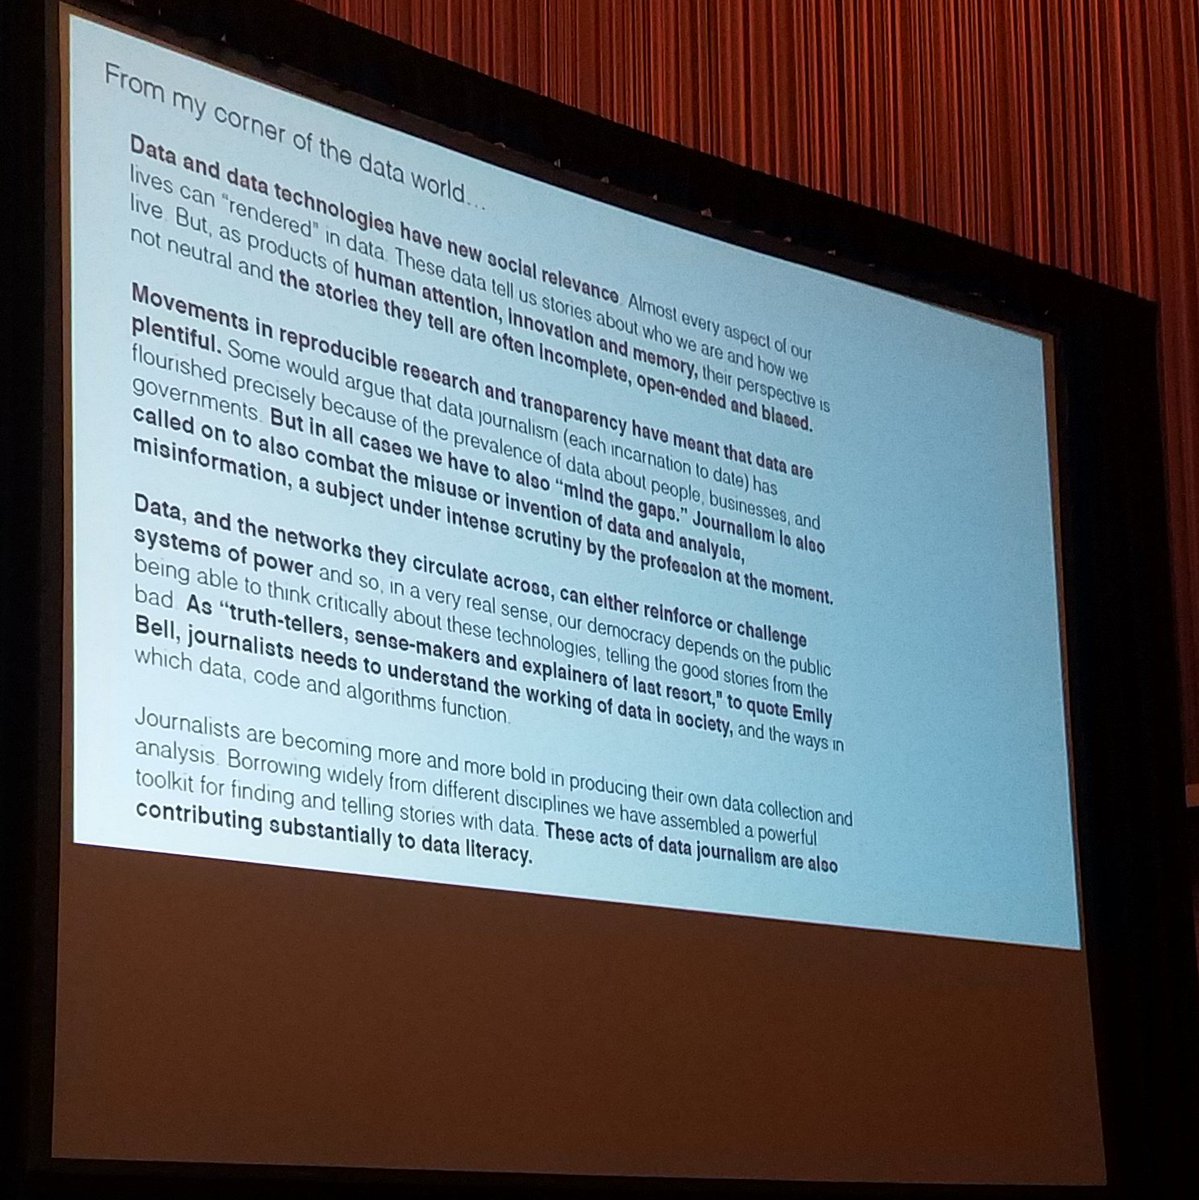 From my corner of the data world...
Data and data technologies have new social relevance. Almost every aspect of our
lives can "rendered" in data. These data tell us stories about who we are and how we
live. But, as products of human attention, innovation and memory, their perspective is
not neutral and the stories they tell are often incomplete, open-ended and biased.
Movements in reproducible research and transparency have meant that data are
plentiful. Some would argue that data journalism (each incarnation to date) has
flourished precisely because of the prevalence of data about people, businesses, and
governments. But in all cases we have to also "mind the gaps." Journalism is also
called on to also combat the misuse or invention of data and analysis,
misinformation, a subject under intense scrutiny by the profession at the moment.
Data, and the networks they circulate across, can either reinforce or challenge
systems of power and so, in a very real sense, our democracy depends on the public
being able to think critically about these technologies, telling the good stories from the
bad. As "truth-tellers, sense-makers and explainers of last resort," to quote Emily
Bell, journalists needs to understand the working of data in society, and the ways in
which data, code and algorithms function.
Journalists are becoming more and more bold in producing their own data collection and
analysis. Borrowing widely from different disciplines we have assembled a powerful
toolkit for finding and telling stories with data. These acts of data journalism are also
contributing substantially to data literacy.